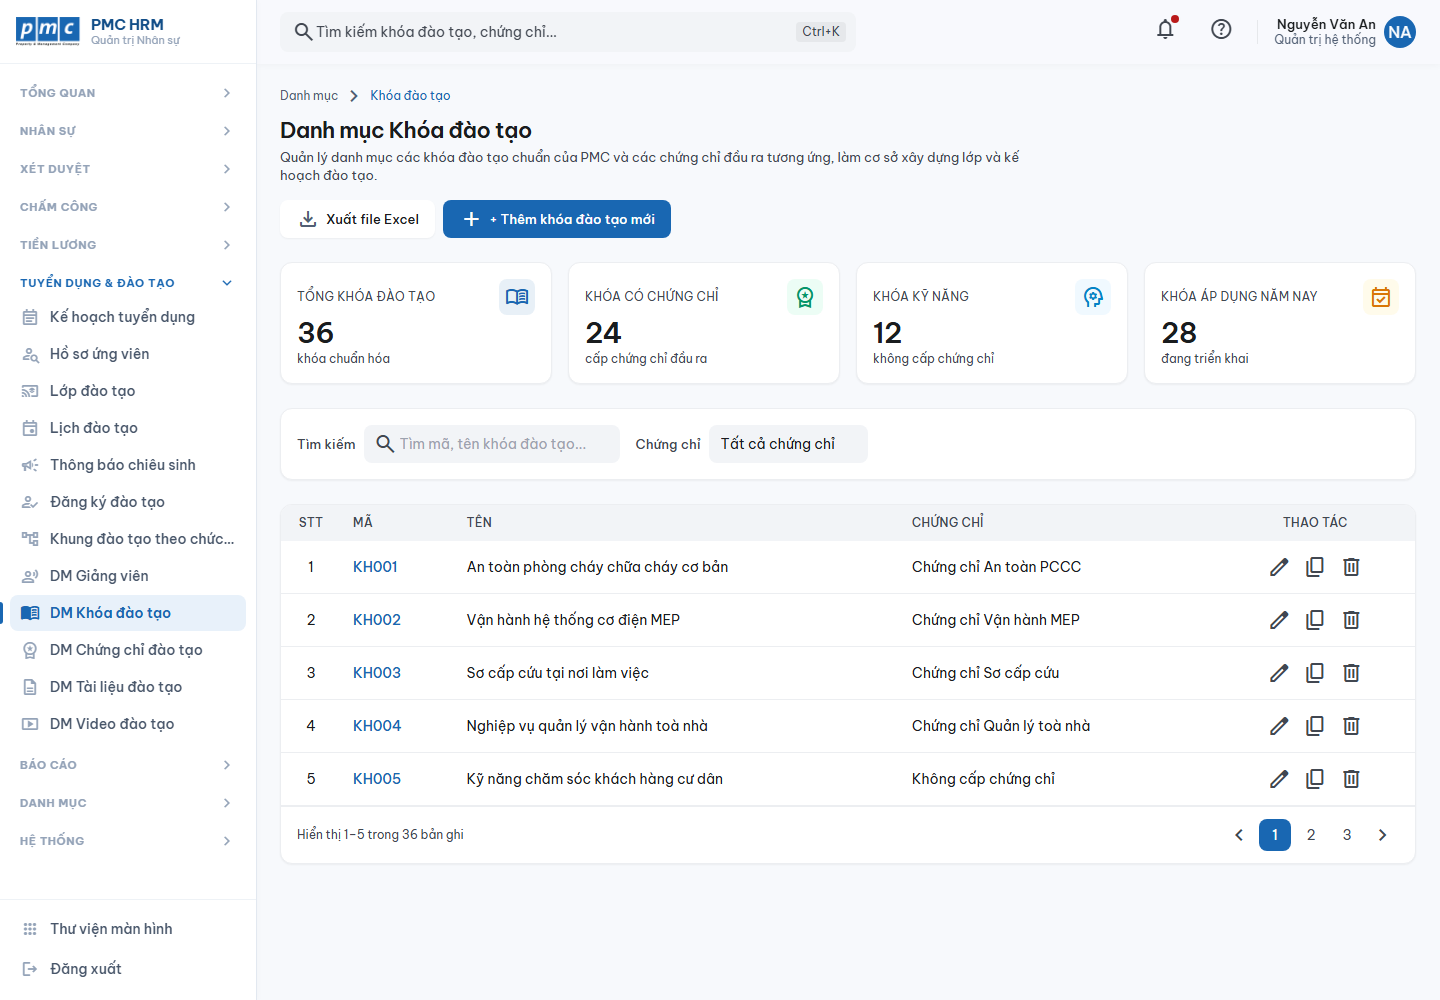 pmc
PMC HRM
Quản trị Nhân sự
TỔNG QUAN
NHÂN SỰ
XÉT DUYỆT
CHẤM CÔNG
TIỀN LƯƠNG
TUYỂN DỤNG & ĐÀO TẠO
Kế hoạch tuyển dụng
Hồ sơ ứng viên
Lớp đào tạo
Lịch đào tạo
Thông báo chiêu sinh
Đăng ký đào tạo
Khung đào tạo theo chức...
DM Giảng viên
DM Khóa đào tạo
DM Chứng chỉ đào tạo
DM Tài liệu đào tạo
DM Video đào tạo
BÁO CÁO
DANH MỤC
HỆ THỐNG
Thư viện màn hình
Đăng xuất
Tìm kiếm khóa đào tạo, chứng chỉ...
Ctrl+K
Nguyễn Văn An
Quản trị hệ thống
NA
Danh mục
Khóa đào tạo
Danh mục Khóa đào tạo
Quản lý danh mục các khóa đào tạo chuẩn của PMC và các chứng chỉ đầu ra tương ứng, làm cơ sở xây dựng lớp và kế
hoạch đào tạo.
Xuất file Excel
+ Thêm khóa đào tạo mới
TỔNG KHÓA ĐÀO TẠO
36
khóa chuẩn hóa
KHÓA CÓ CHỨNG CHỈ
24
cấp chứng chỉ đầu ra
KHÓA KỸ NĂNG
12
không cấp chứng chỉ
KHÓA ÁP DỤNG NĂM NAY
28
đang triển khai
Tìm kiếm
Tìm mã, tên khóa đào tạo...
Chứng chỉ
Tất cả chứng chỉ
STT MÃ TÊN CHỨNG CHỈ THAO TÁC
1 KH001 An toàn phòng cháy chữa cháy cơ bản Chứng chỉ An toàn PCCC
2 KH002 Vận hành hệ thống cơ điện MEP Chứng chỉ Vận hành MEP
3 KH003 Sơ cấp cứu tại nơi làm việc Chứng chỉ Sơ cấp cứu
4 KH004 Nghiệp vụ quản lý vận hành toà nhà Chứng chỉ Quản lý toà nhà
5 KH005 Kỹ năng chăm sóc khách hàng cư dân Không cấp chứng chỉ
Hiển thị 1–5 trong 36 bản ghi
1 2 3